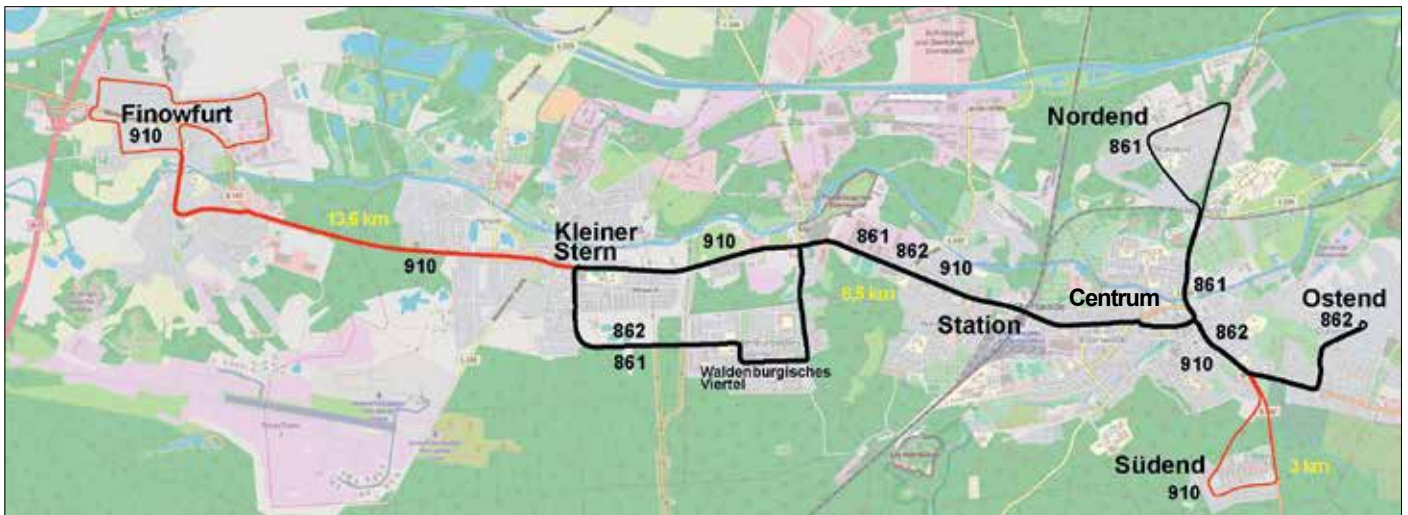 Finowfurt
910
13,6 km
910
Kleiner
Stern
910
862
861
Waldenburgisches
Viertel
861
862
910
6,5 km
Station
Centrum
Nordend
861
861
862
910
Ostend
862
Südend
910
3 km